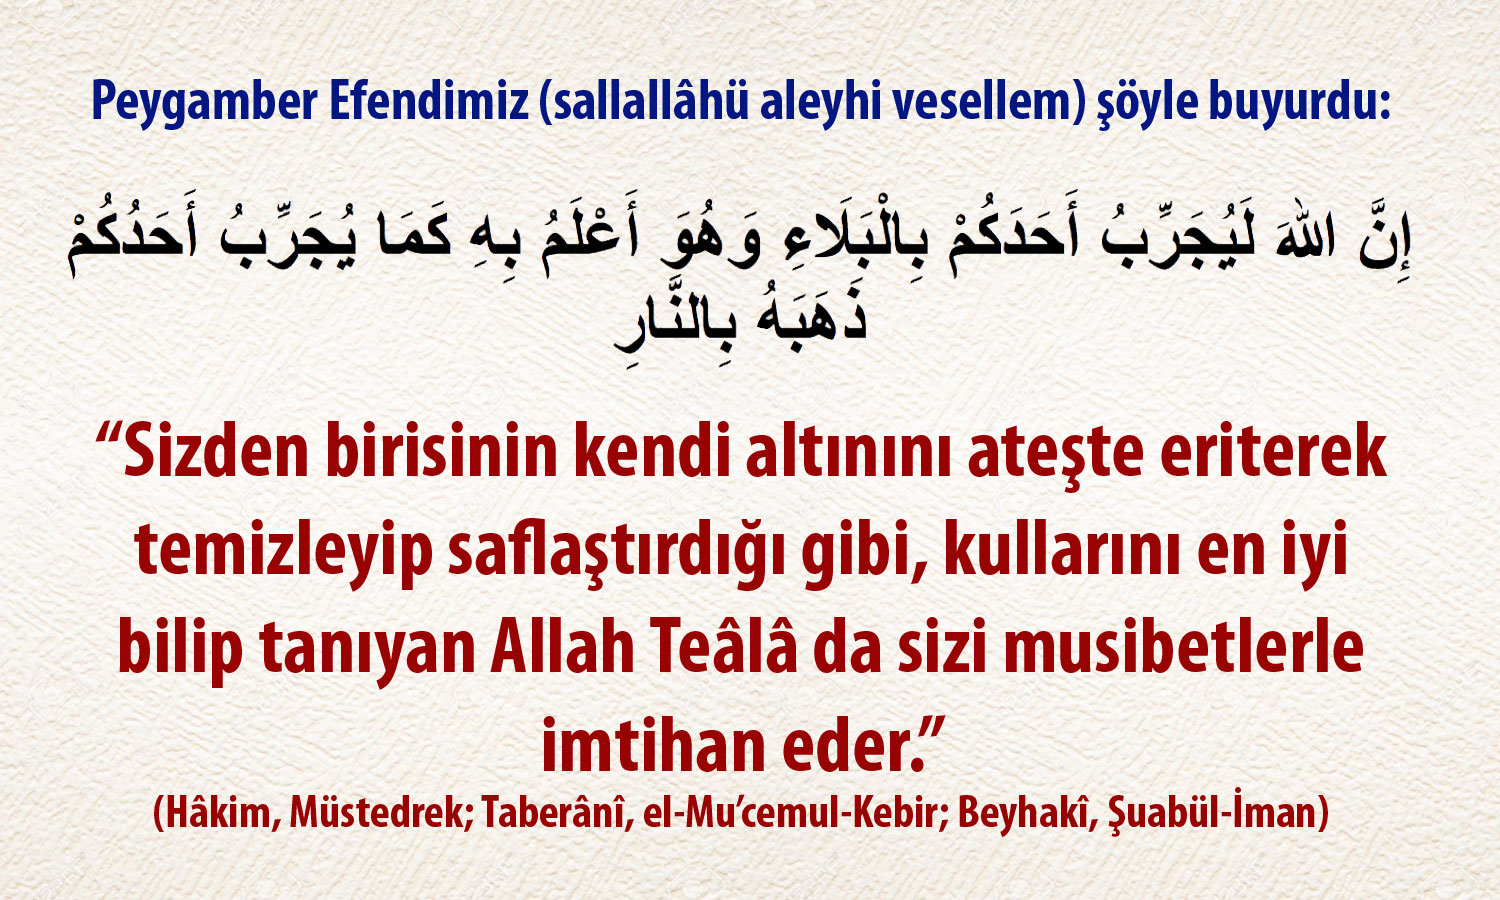 Peygamber Efendimiz (sallallâhü aleyhi vesellem) şöyle buyurdu:
إِنَّ اللهَ لَيُجَرِّبُ أَحَدَكُمْ بِالْبَلَاءِ وَهُوَ أَعْلَمُ بِهِ كَمَا يُجَرِّبُ أَحَدُكُمْ
ذَهَبَهُ بِالنَّارِ
“Sizden birisinin kendi altınını ateşte eriterek
temizleyip saflaştırdığı gibi, kullarını en iyi
bilip tanıyan Allah Teâlâ da sizi musibetlerle
imtihan eder.”
(Hâkim, Müstedrek; Taberânî, el-Mu’cemul-Kebir; Beyhakî, Şuabül-İman)